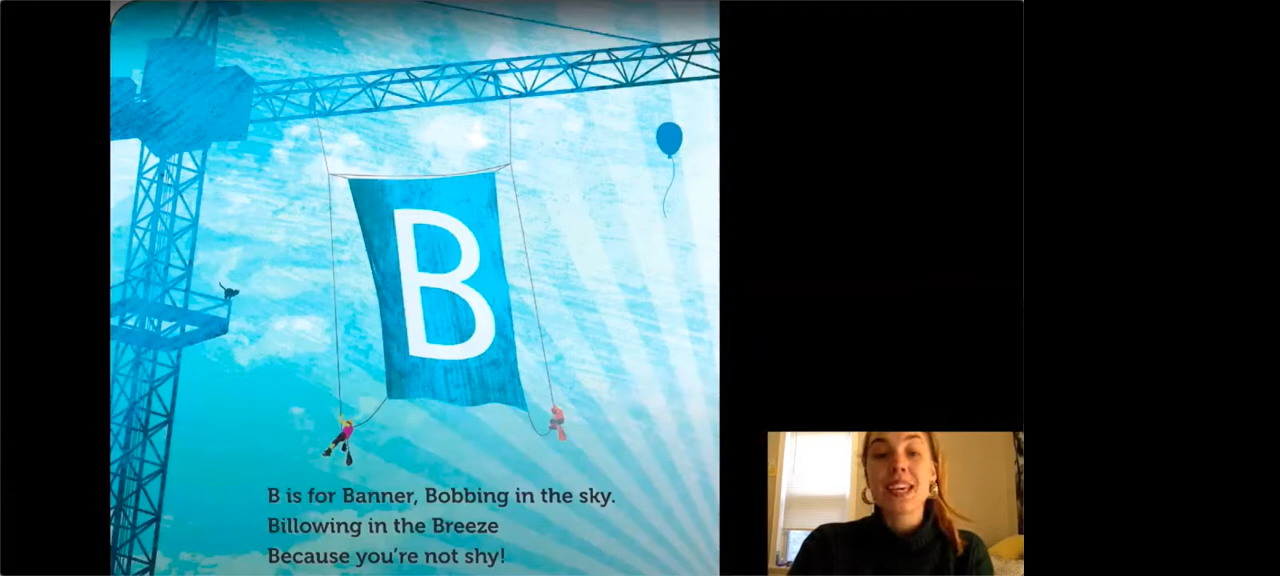 B
B is for Banner, Bobbing in the sky.
Billowing in the Breeze
Because you're not shy!